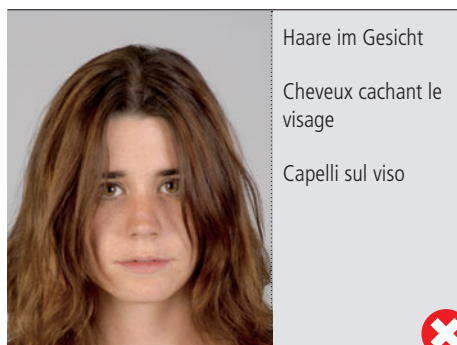 Haare im Gesicht
Cheveux cachant le
visage
Capelli sul viso